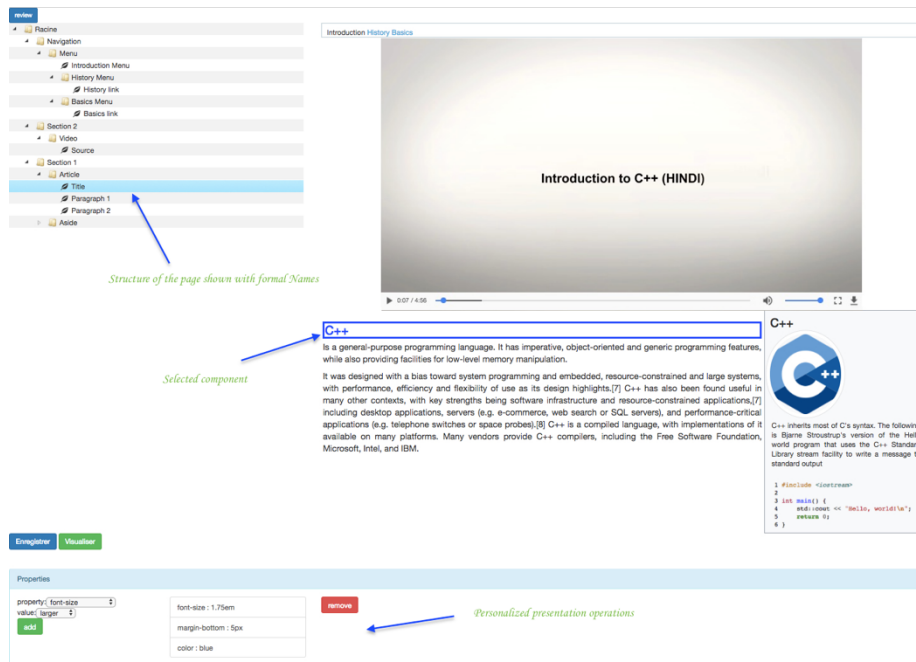 review
Racine
Navigation
Menu
Introduction Menu
History Menu
History link
Basics Menu
Basics link
Section 2
Video
Source
Section 1
Article
Title
Paragraph 1
Paragraph 2
Aside
Structure of the page shown with formal Names
Selected component
Introduction History Basics
Introduction to C++ (HINDI)
0:07 / 4:56
C++
Is a general-purpose programming language. It has imperative, object-oriented and generic programming features,
while also providing facilities for low-level memory manipulation.
It was designed with a bias toward system programming and embedded, resource-constrained and large systems,
with performance, efficiency and flexibility of use as its design highlights.[7] C++ has also been found useful in
many other contexts, with key strengths being software infrastructure and resource-constrained applications,[7]
including desktop applications, servers (e.g. e-commerce, web search or SQL servers), and performance-critical
applications (e.g. telephone switches or space probes).[8] C++ is a compiled language, with implementations of it
available on many platforms. Many vendors provide C++ compilers, including the Free Software Foundation,
Microsoft, Intel, and IBM.
C++
C++
C++ inherits most of C's syntax. The following
is Bjarne Stroustrup's version of the Hell
world program that uses the C++ Standar
Library stream facility to write a message t
standard output
1 #include <iostream>
2
3 int main() {
4 std::cout << "Hello, world!\n";
5 return 0;
6 }
Enregistrer Visualiser
Properties
property: font-size
value: larger
add
font-size : 1.75em
margin-bottom : 5px
color : blue
remove
Personalized presentation operations